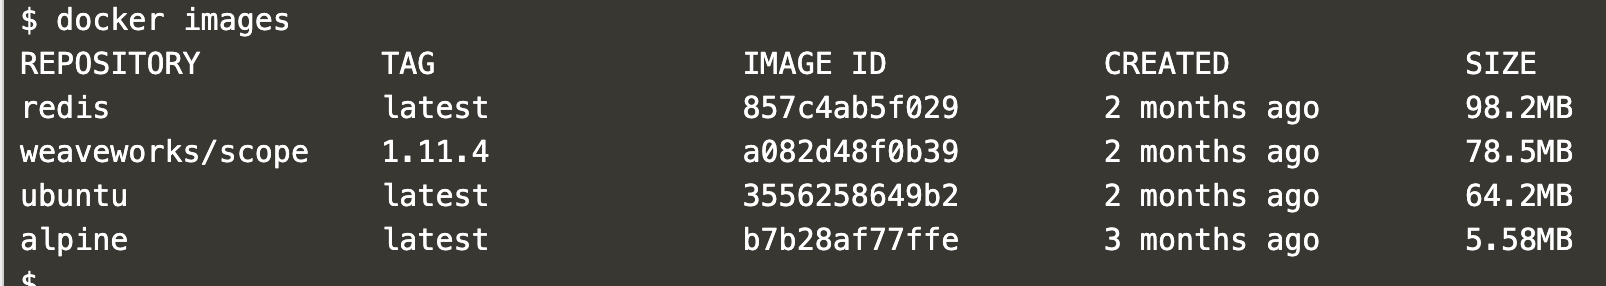 $ docker images
REPOSITORY TAG IMAGE ID CREATED SIZE
redis latest 857c4ab5f029 2 months ago 98.2MB
weaveworks/scope 1.11.4 a082d48f0b39 2 months ago 78.5MB
ubuntu latest 3556258649b2 2 months ago 64.2MB
alpine latest b7b28af77ffe 3 months ago 5.58MB
$